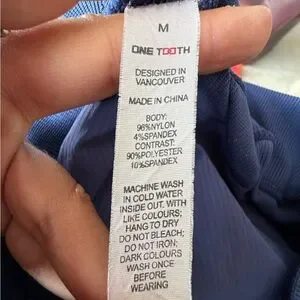 M
ONE TOOTH
DESIGNED IN
VANCOUVER
MADE IN CHINA
BODY:
96%NYLON
4%SPANDEX
CONTRAST:
90%POLYESTER
10%SPANDEX
MACHINE WASH
IN COLD WATER
INSIDE OUT. WITH
LIKE COLOURS;
HANG TO DRY
DO NOT BLEACH;
DO NOT IRON;
DARK COLOURS
WASH ONCE
BEFORE
WEARING